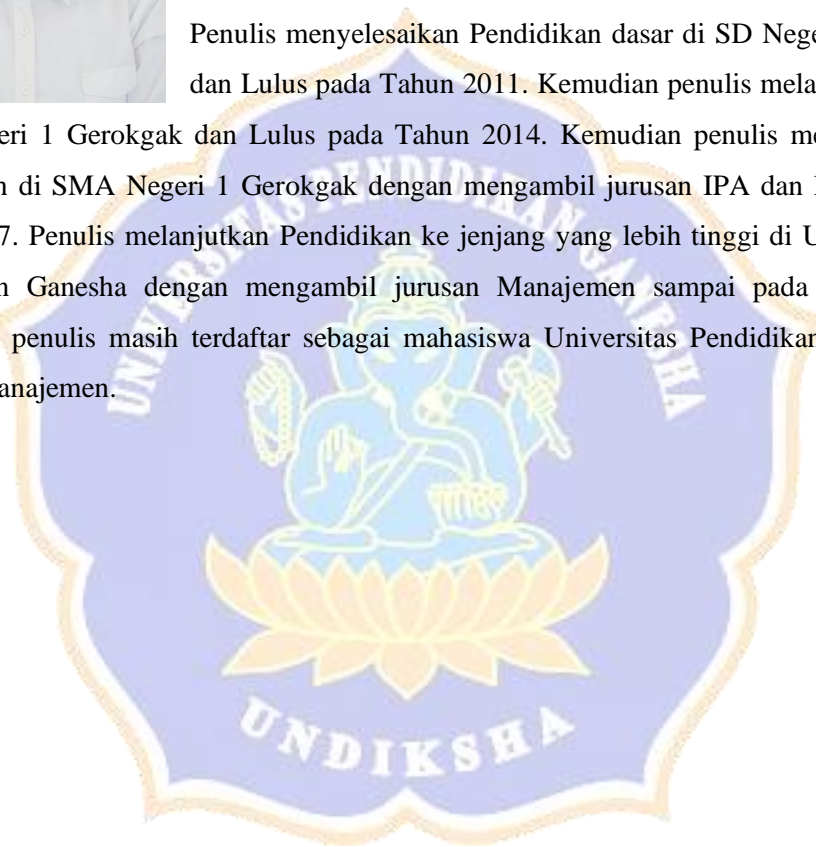 Penulis menyelesaikan Pendidikan dasar di SD Nege
dan Lulus pada Tahun 2011. Kemudian penulis mela
eri 1 Gerokgak dan Lulus pada Tahun 2014. Kemudian penulis me
n di SMA Negeri 1 Gerokgak dengan mengambil jurusan IPA dan
7. Penulis melanjutkan Pendidikan ke jenjang yang lebih tinggi di U
n Ganesha dengan mengambil jurusan Manajemen sampai pada
penulis masih terdaftar sebagai mahasiswa Universitas Pendidikan
anajemen.
UNIVERSITAS PENDIDIKAN GANESHA
UNDIKSHA